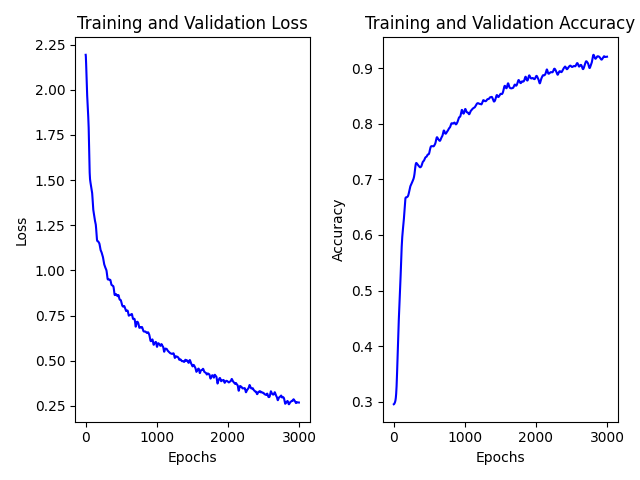 Training and Validation Loss
2.25
2.00
1.75
1.50
1.25
1.00
0.75
0.50
0.25
Loss
0 1000 2000 3000
Epochs
Training and Validation Accuracy
0.9
0.8
0.7
0.6
0.5
0.4
0.3
Accuracy
0 1000 2000 3000
Epochs